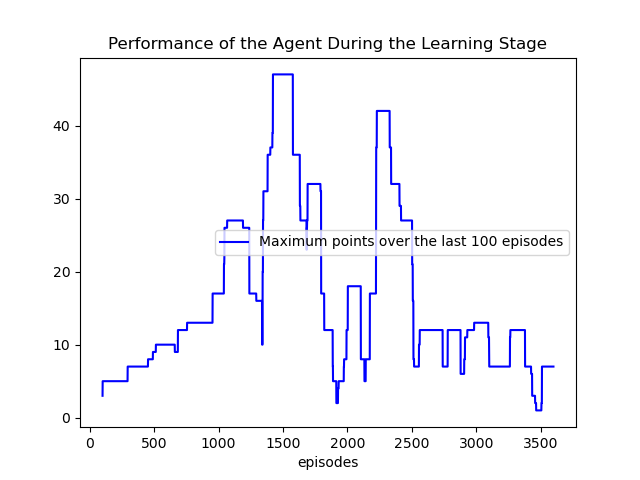 Performance of the Agent During the Learning Stage
40
30
Maximum points over the last 100 episodes
20
10
0
0 500 1000 1500 2000 2500 3000 3500
episodes